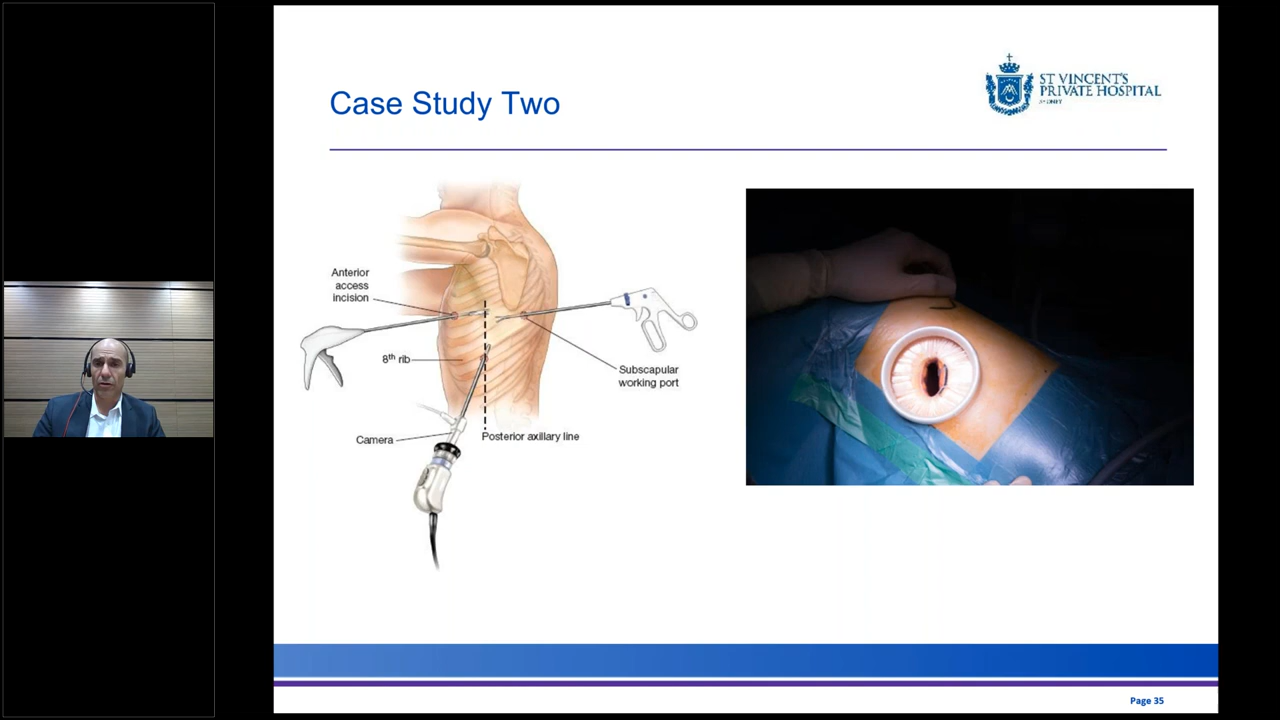 Case Study Two
ST VINCENT'S
PRIVATE HOSPITAL
SYDNEY
Anterior
access
incision
8th rib
Camera
Posterior axillary line
Subscapular
working port
Page 35